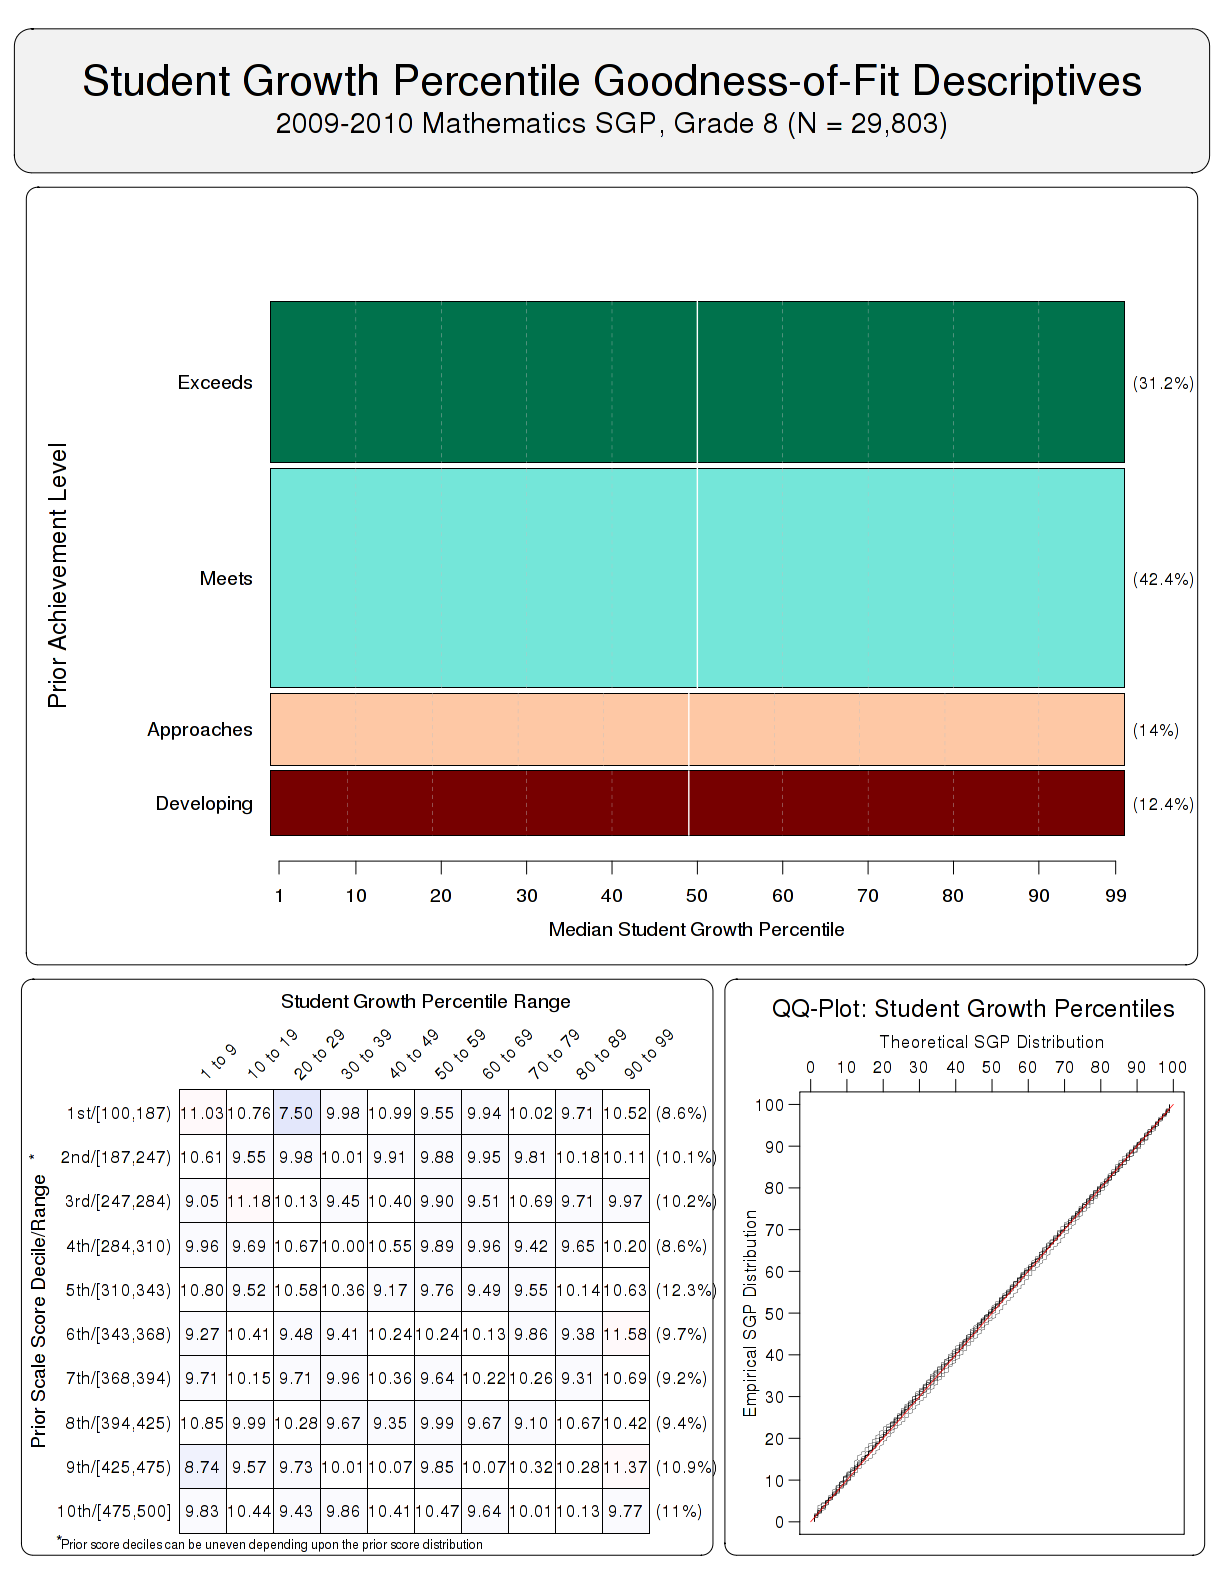 Student Growth Percentile Goodness-of-Fit Descriptives
2009-2010 Mathematics SGP, Grade 8 (N = 29,803)
Prior Achievement Level
Exceeds (31.2%)
Meets (42.4%)
Approaches (14%)
Developing (12.4%)
1 10 20 30 40 50 60 70 80 90 99
Median Student Growth Percentile
Student Growth Percentile Range
1 to 9 10 to 19 20 to 29 30 to 39 40 to 49 50 to 59 60 to 69 70 to 79 80 to 89 90 to 99
Prior Scale Score Decile/Range *
1st/[100,187) 11.03 10.76 7.50 9.98 10.99 9.55 9.94 10.02 9.71 10.52 (8.6%)
2nd/[187,247) 10.61 9.55 9.98 10.01 9.91 9.88 9.95 9.81 10.18 10.11 (10.1%)
3rd/[247,284) 9.05 11.18 10.13 9.45 10.40 9.90 9.51 10.69 9.71 9.97 (10.2%)
4th/[284,310) 9.96 9.69 10.67 10.00 10.55 9.89 9.96 9.42 9.65 10.20 (8.6%)
5th/[310,343) 10.80 9.52 10.58 10.36 9.17 9.76 9.49 9.55 10.14 10.63 (12.3%)
6th/[343,368) 9.27 10.41 9.48 9.41 10.24 10.24 10.13 9.86 9.38 11.58 (9.7%)
7th/[368,394) 9.71 10.15 9.71 9.96 10.36 9.64 10.22 10.26 9.31 10.69 (9.2%)
8th/[394,425) 10.85 9.99 10.28 9.67 9.35 9.99 9.67 9.10 10.67 10.42 (9.4%)
9th/[425,475) 8.74 9.57 9.73 10.01 10.07 9.85 10.07 10.32 10.28 11.37 (10.9%)
10th/[475,500] 9.83 10.44 9.43 9.86 10.41 10.47 9.64 10.01 10.13 9.77 (11%)
*Prior score deciles can be uneven depending upon the prior score distribution
QQ-Plot: Student Growth Percentiles
Theoretical SGP Distribution
0 10 20 30 40 50 60 70 80 90 100
Empirical SGP Distribution
100
90
80
70
60
50
40
30
20
10
0